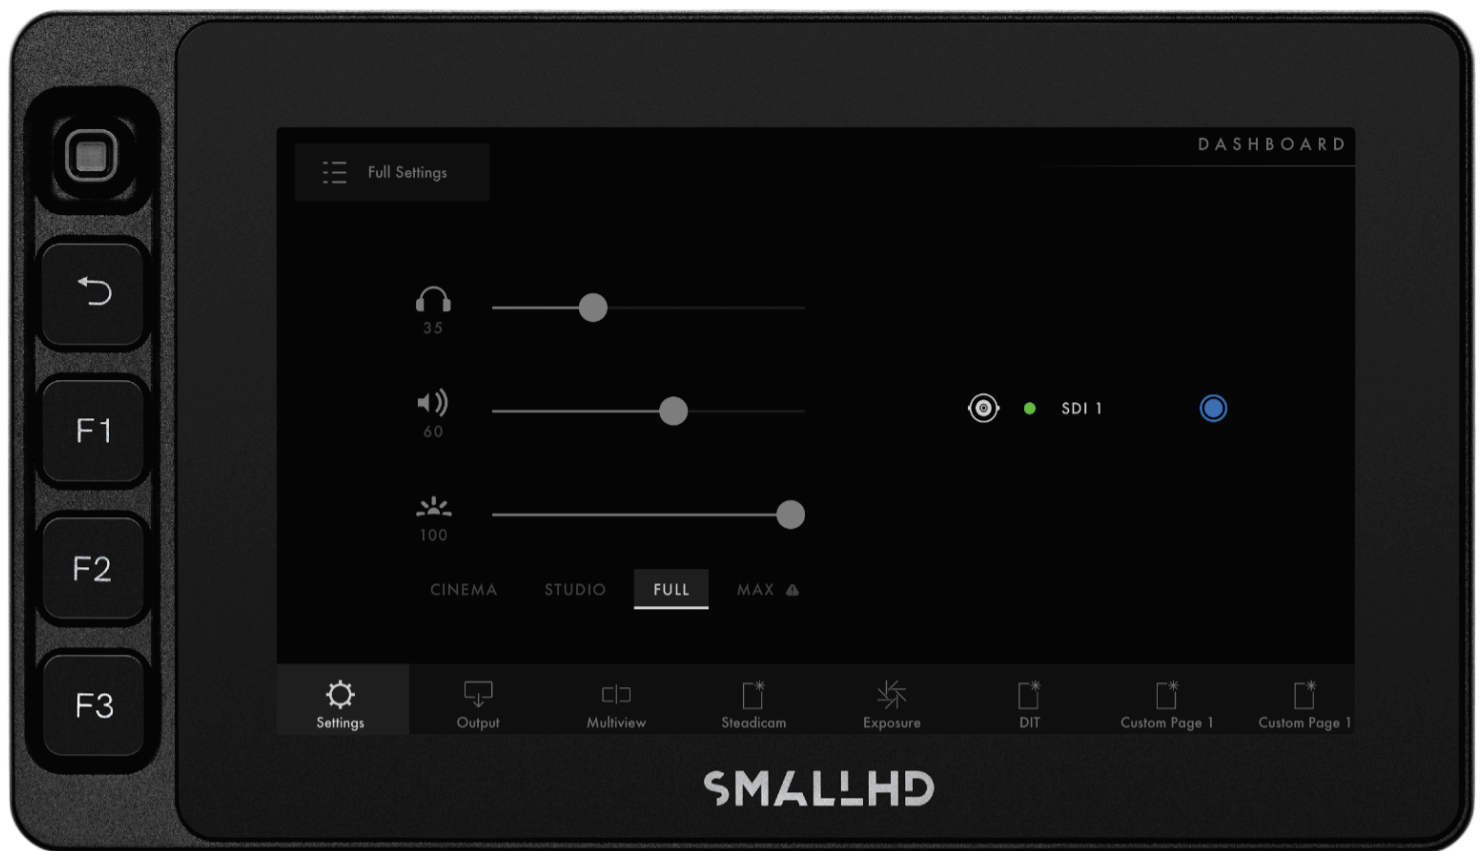 DASHBOARD
Full Settings
35
60
SDI 1
100
CINEMA STUDIO FULL MAX
F1
F2
F3
Settings Output Multiview Steadicam Exposure DIT Custom Page 1 Custom Page 1
SMALLHD